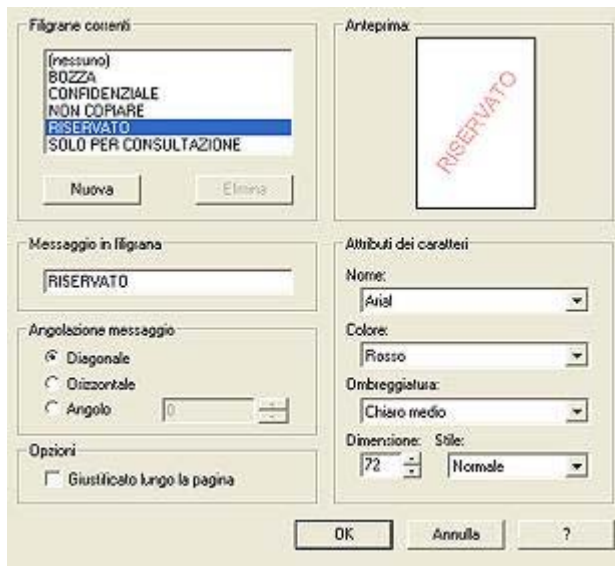 Filigrane correnti
(nessuno)
BOZZA
CONFIDENZIALE
NON COPIARE
RISERVATO
SOLO PER CONSULTAZIONE
Nuova
Elimina
Anteprima:
RISERVATO
Messaggio in filigrana
RISERVATO
Angolazione messaggio
Diagonale
Orizzontale
Angolo
0
Opzioni
Giustificato lungo la pagina
Attributi dei caratteri
Nome:
Arial
Colore:
Rosso
Ombreggiatura:
Chiaro medio
Dimensione: Stile:
72 Normale
OK Annulla ?